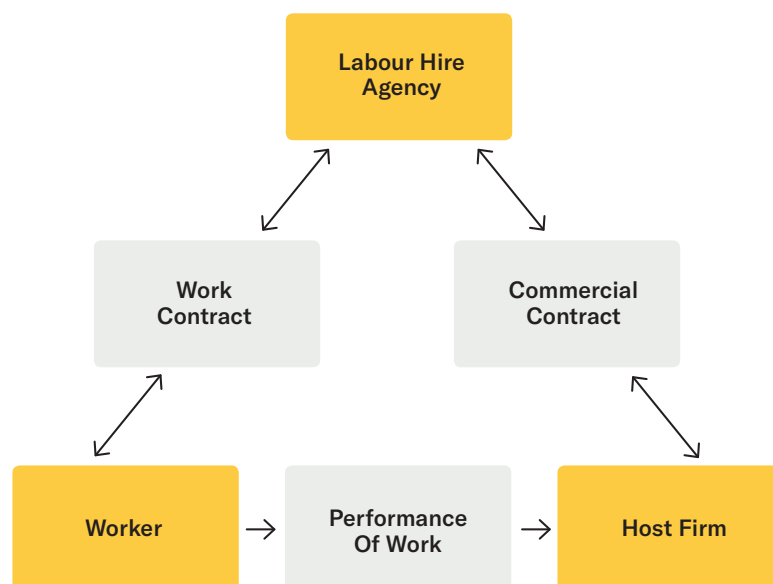 Labour Hire
Agency
Work
Contract
Commercial
Contract
Worker
Performance
Of Work
Host Firm